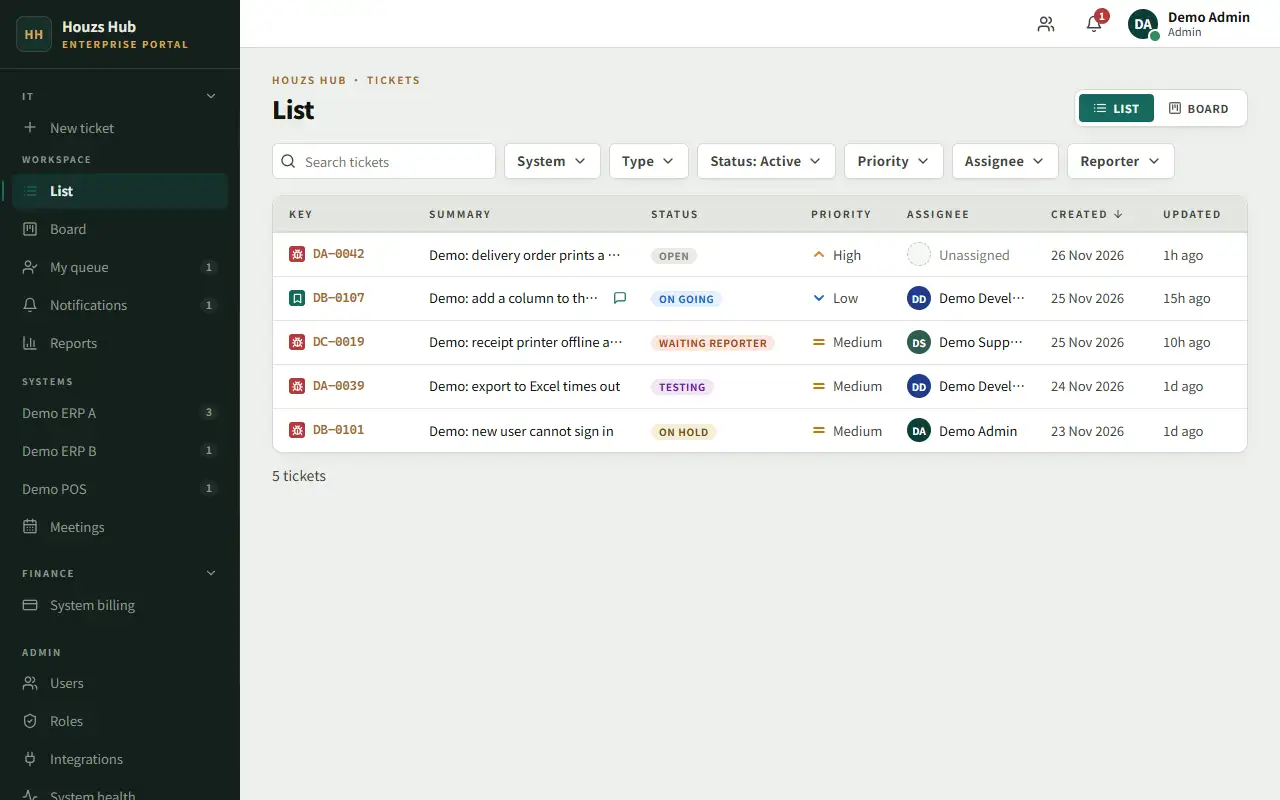 HH
Houzs Hub
ENTERPRISE PORTAL
IT
New ticket
WORKSPACE
List
Board
My queue 1
Notifications 1
Reports
SYSTEMS
Demo ERP A 3
Demo ERP B 1
Demo POS 1
Meetings
FINANCE
System billing
ADMIN
Users
Roles
Integrations
System health
1
DA
Demo Admin
Admin
HOUZS HUB · TICKETS
List
LIST BOARD
Search tickets System Type Status: Active Priority Assignee Reporter
KEY SUMMARY STATUS PRIORITY ASSIGNEE CREATED ↓ UPDATED
DA-0042 Demo: delivery order prints a ··· OPEN High Unassigned 26 Nov 2026 1h ago
DB-0107 Demo: add a column to th··· ON GOING Low DD Demo Devel··· 25 Nov 2026 15h ago
DC-0019 Demo: receipt printer offline a··· WAITING REPORTER Medium DS Demo Supp··· 25 Nov 2026 10h ago
DA-0039 Demo: export to Excel times out TESTING Medium DD Demo Devel··· 24 Nov 2026 1d ago
DB-0101 Demo: new user cannot sign in ON HOLD Medium DA Demo Admin 23 Nov 2026 1d ago
5 tickets